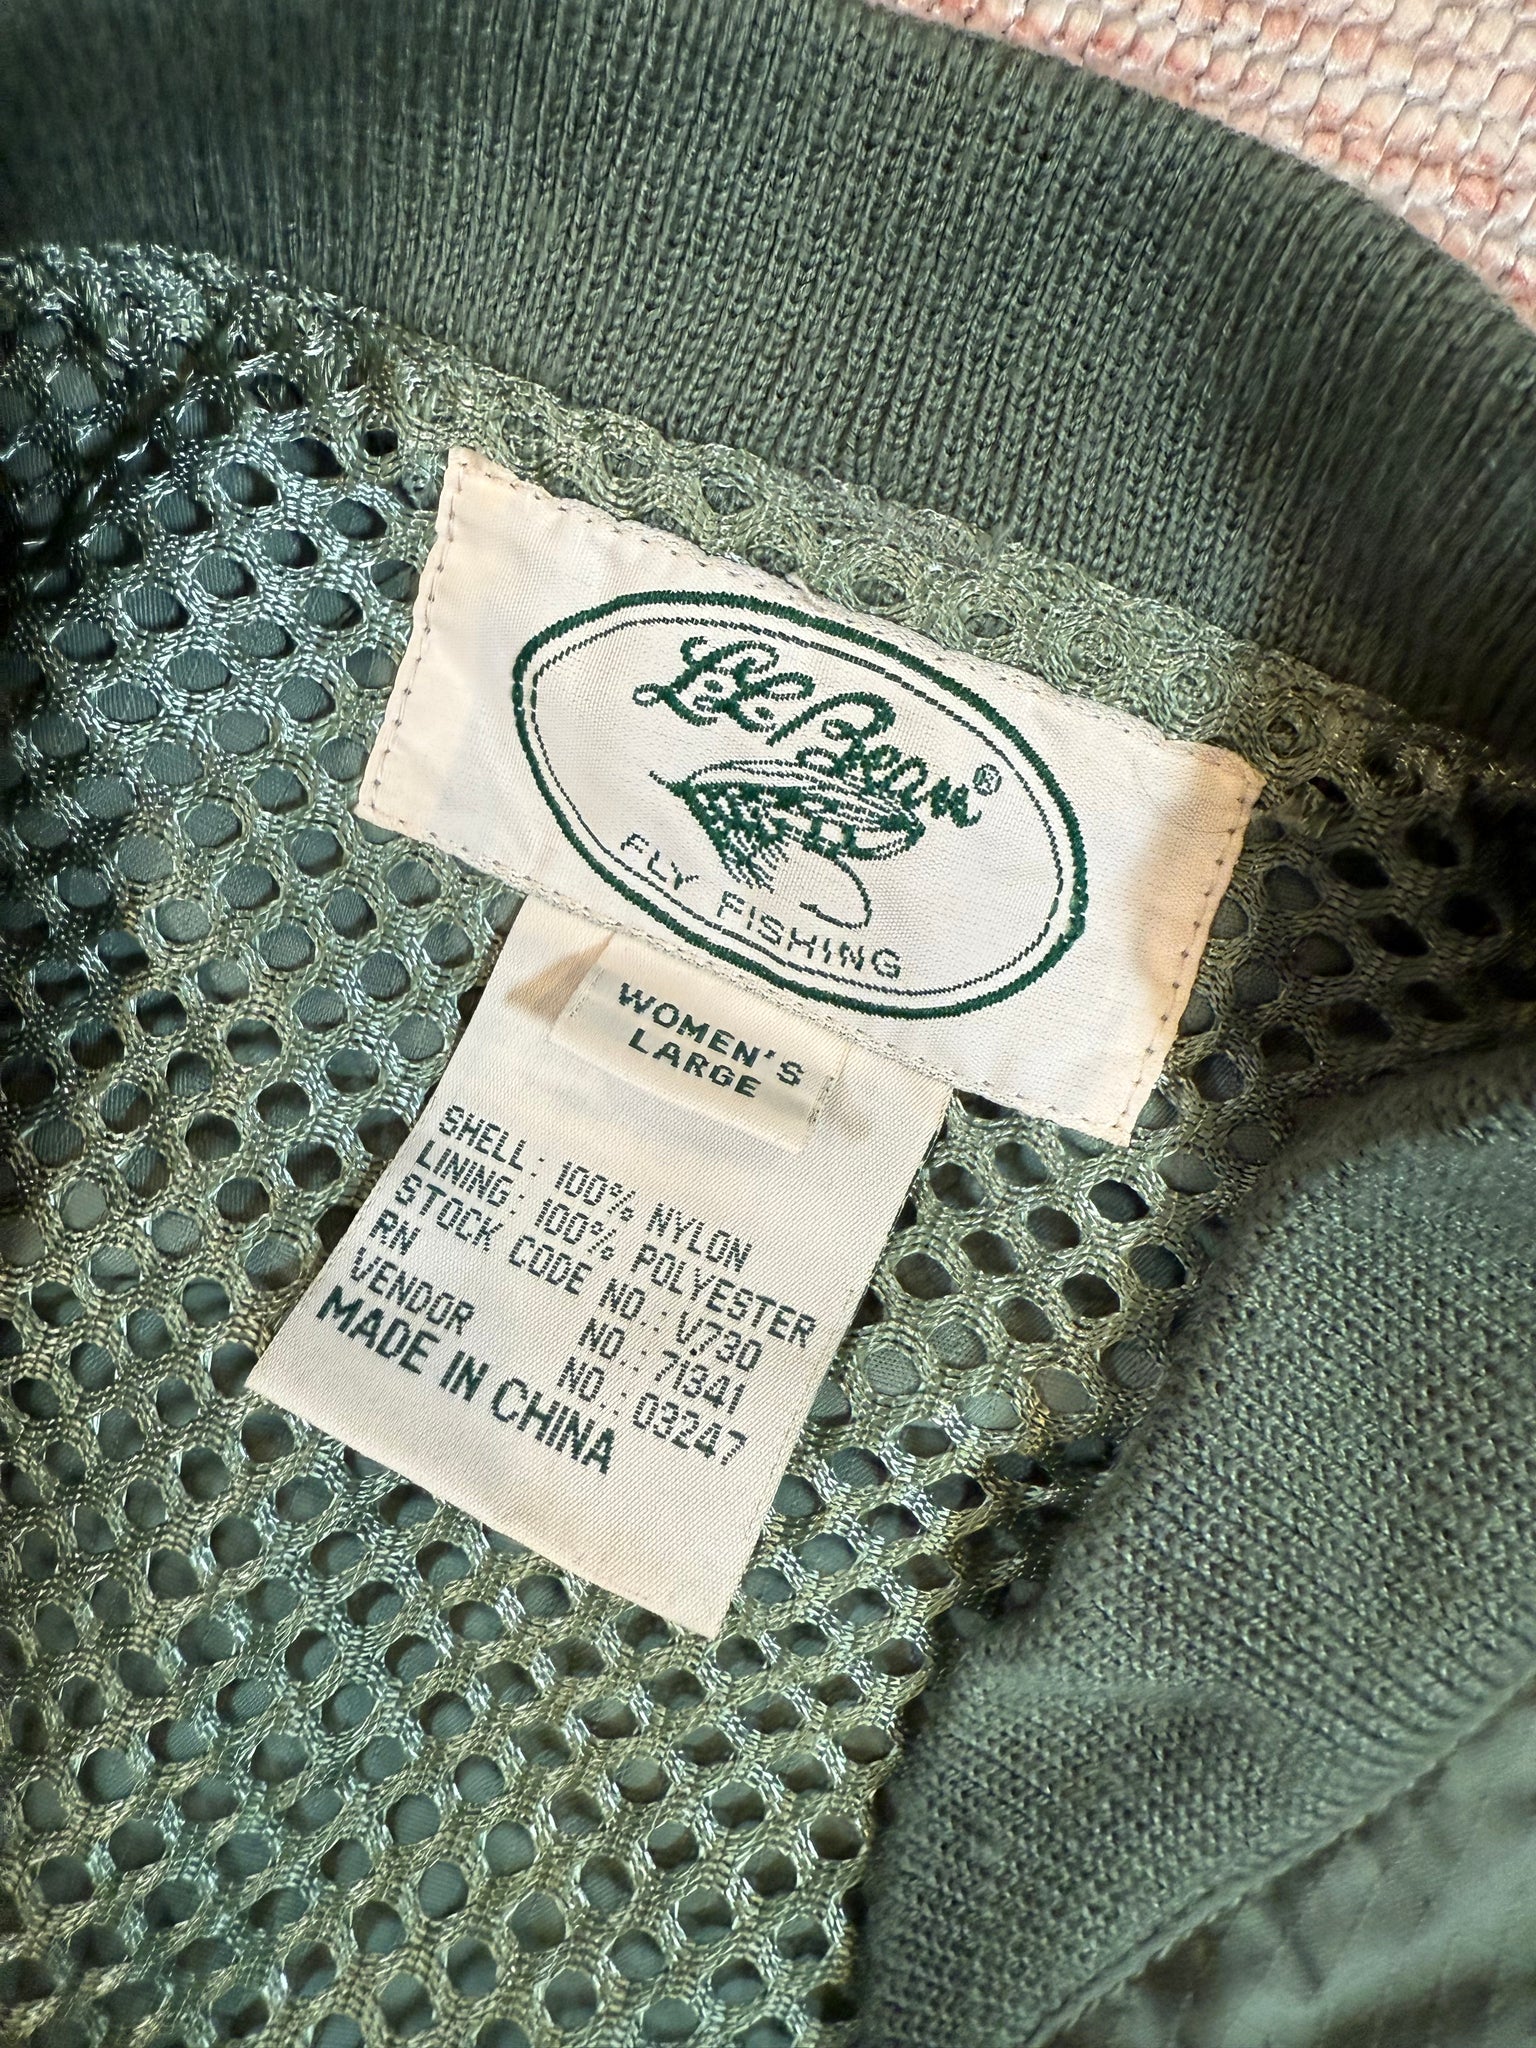 L.L.Bean®
FLY FISHING
WOMEN'S
LARGE
SHELL: 100% NYLON
LINING: 100% POLYESTER
STOCK CODE NO.: V730
RN NO.: 71341
VENDOR NO.: 03247
MADE IN CHINA